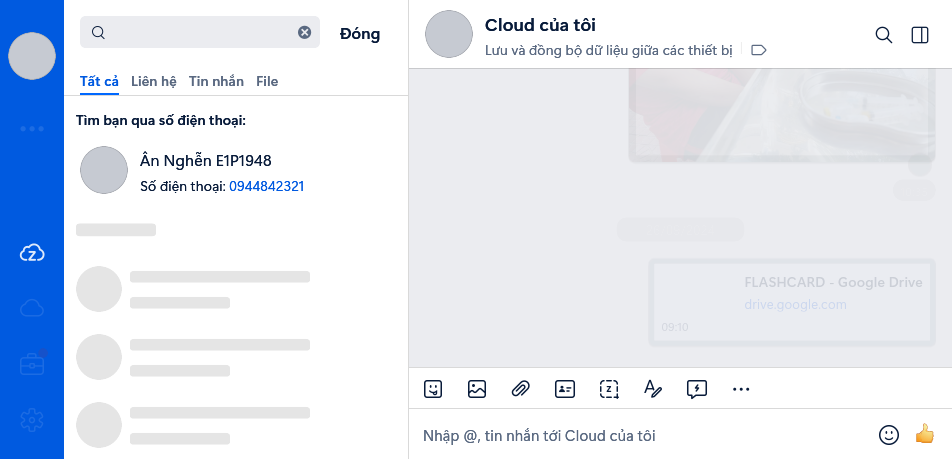 Đóng
Tất cả Liên hệ Tin nhắn File
Tìm bạn qua số điện thoại:
Ân Nghễn E1P1948
Số điện thoại: 0944842321
Cloud của tôi
Lưu và đồng bộ dữ liệu giữa các thiết bị
FLASHCARD - Google Drive
drive.google.com
09:10
Nhập @, tin nhắn tới Cloud của tôi